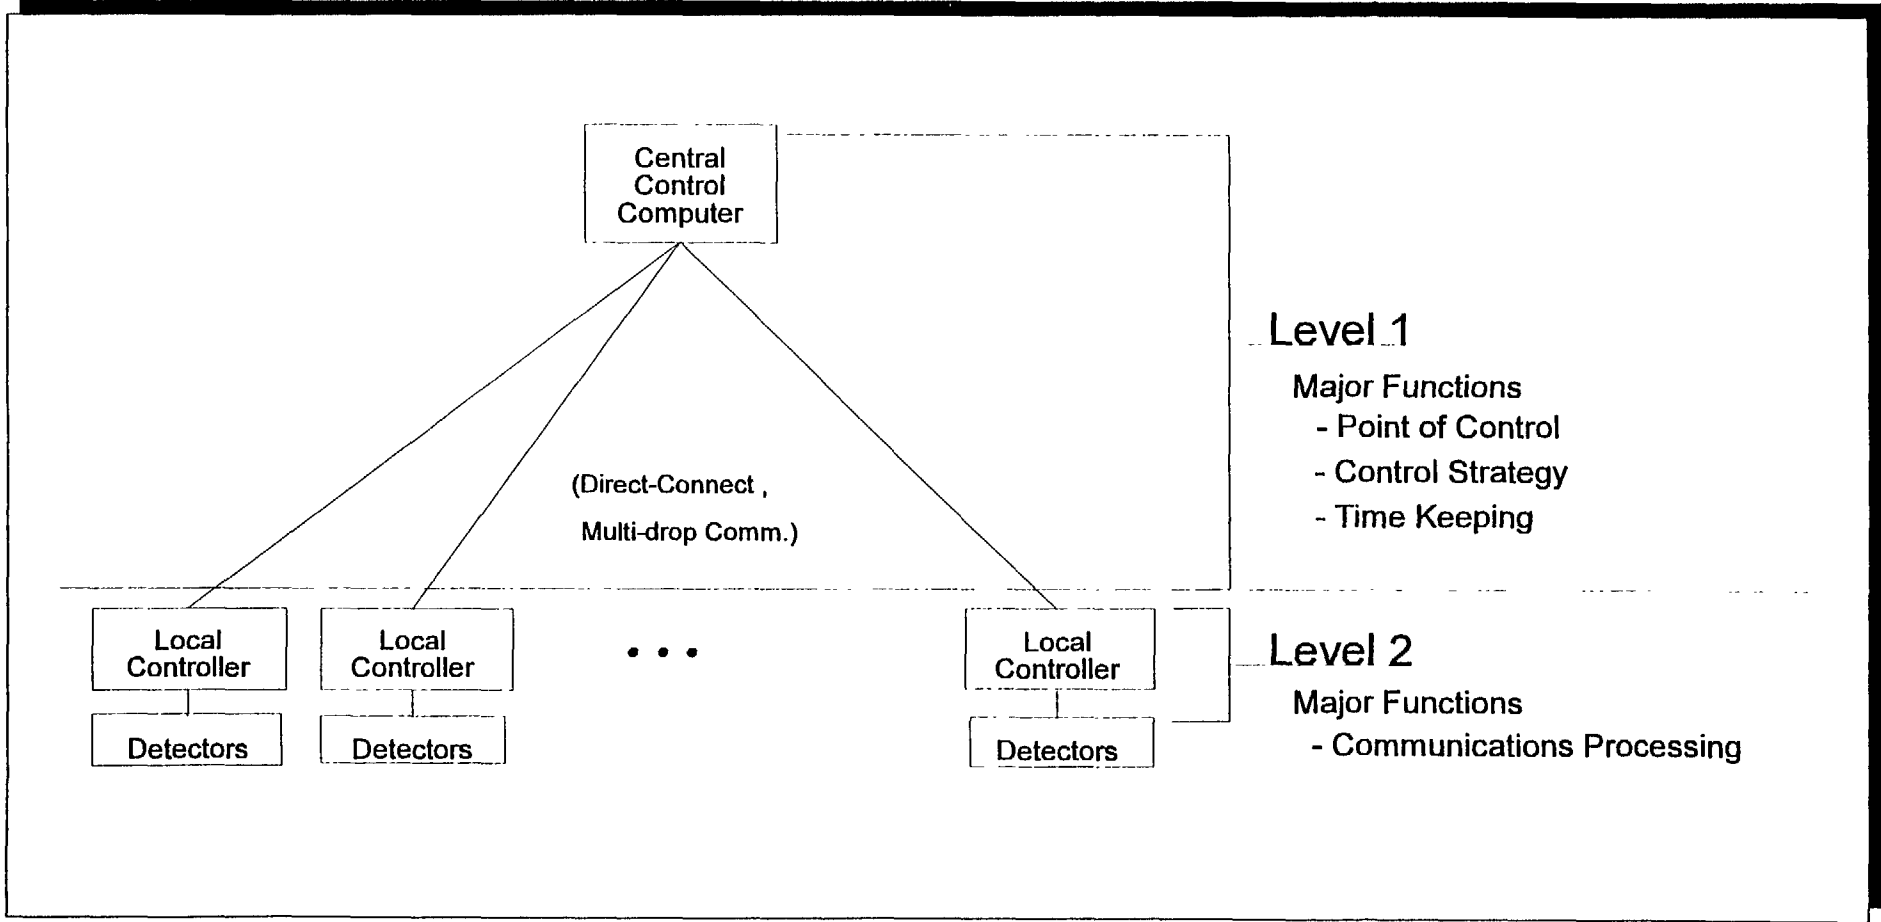 Central
Control
Computer
Level 1
Major Functions
- Point of Control
- Control Strategy
- Time Keeping
(Direct-Connect ,
Multi-drop Comm.)
Local
Controller
Local
Controller
• • •
Local
Controller
Detectors
Detectors
Detectors
Level 2
Major Functions
- Communications Processing